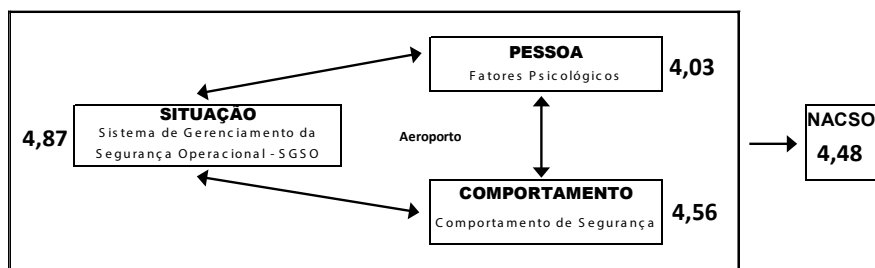 PESSOA
Fatores Psicológicos
4,03
SITUAÇÃO
Sistema de Gerenciamento da
Segurança Operacional - SGSO
4,87
Aeroporto
NACSO
4,48
COMPORTAMENTO
Comportamento de Segurança
4,56